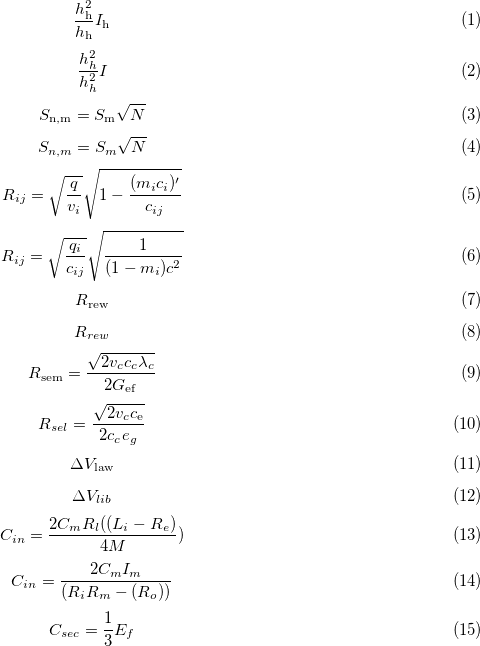 \frac{h_{\mathrm{h}}^{2}}{h_{\mathrm{h}}} I_{\mathrm{h}} (1)
\frac{h_{h}^{2}}{h_{h}^{2}} I (2)
S_{\mathrm{n,m}} = S_{\mathrm{m}} \sqrt{N} (3)
S_{n,m} = S_{m} \sqrt{N} (4)
R_{ij} = \sqrt{\frac{q}{v_{i}}} \sqrt{1 - \frac{(m_{i} c_{i})'}{c_{ij}}} (5)
R_{ij} = \sqrt{\frac{q_{i}}{c_{ij}}} \sqrt{\frac{1}{(1 - m_{i}) c^{2}}} (6)
R_{\mathrm{rew}} (7)
R_{rew} (8)
R_{\mathrm{sem}} = \frac{\sqrt{2 v_{c} c_{c} \lambda_{c}}}{2 G_{\mathrm{ef}}} (9)
R_{sel} = \frac{\sqrt{2 v_{c} c_{\mathrm{e}}}}{2 c_{c} e_{g}} (10)
\Delta V_{\mathrm{law}} (11)
\Delta V_{lib} (12)
C_{in} = \frac{2 C_{m} R_{l} ((L_{i} - R_{e})}{4M}) (13)
C_{in} = \frac{2 C_{m} I_{m}}{(R_{i} R_{m} - (R_{o}))} (14)
C_{sec} = \frac{1}{3} E_{f} (15)